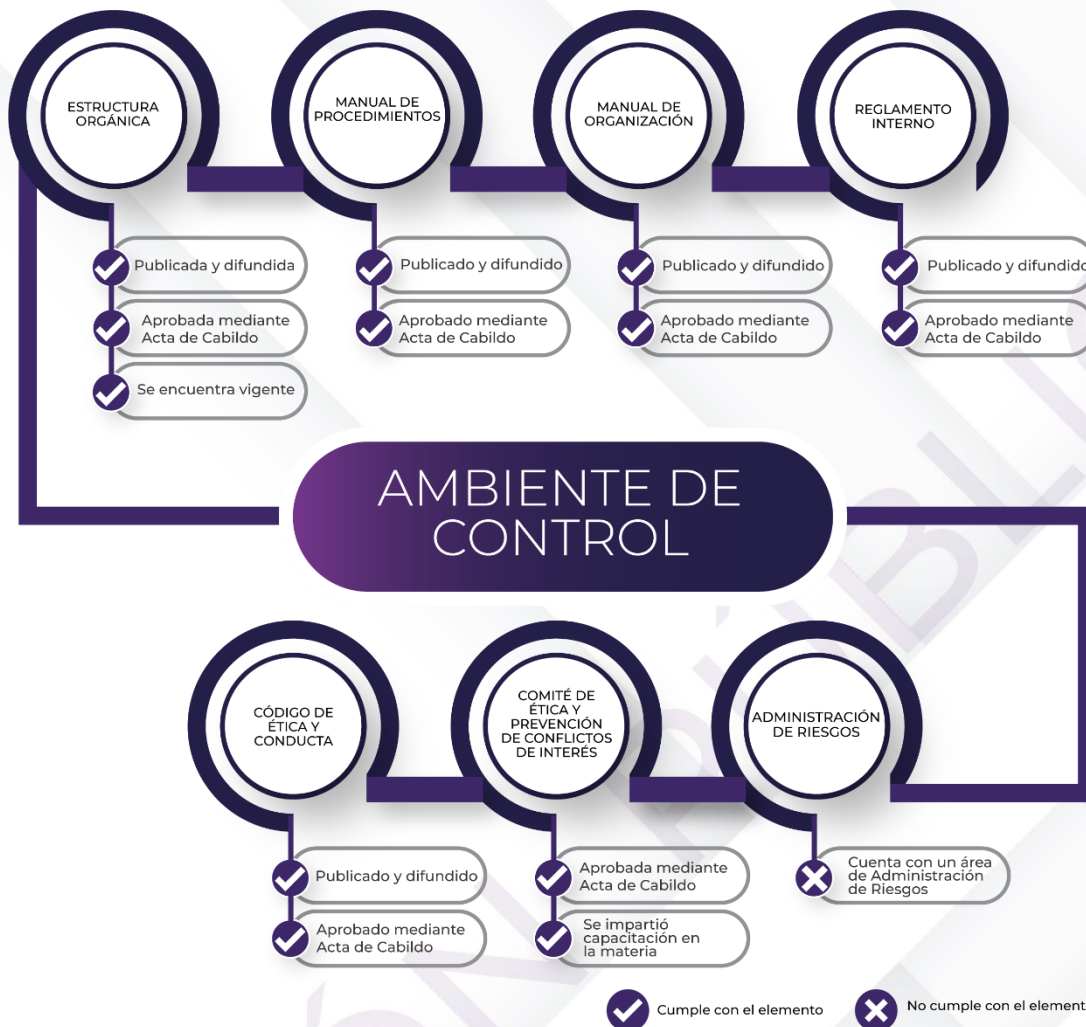 ESTRUCTURA
ORGÁNICA
MANUAL DE
PROCEDIMIENTOS
MANUAL DE
ORGANIZACIÓN
REGLAMENTO
INTERNO
Publicada y difundida
Aprobada mediante
Acta de Cabildo
Se encuentra vigente
Publicado y difundido
Aprobado mediante
Acta de Cabildo
Publicado y difundido
Aprobado mediante
Acta de Cabildo
Publicado y difundido
Aprobado mediante
Acta de Cabildo
AMBIENTE DE
CONTROL
CÓDIGO DE
ÉTICA Y
CONDUCTA
COMITÉ DE
ÉTICA Y
PREVENCIÓN
DE CONFLICTOS
DE INTERÉS
ADMINISTRACIÓN
DE RIESGOS
Publicado y difundido
Aprobado mediante
Acta de Cabildo
Aprobada mediante
Acta de Cabildo
Se impartió
capacitación en
la materia
Cuenta con un área
de Administración
de Riesgos
Cumple con el elemento
No cumple con el element